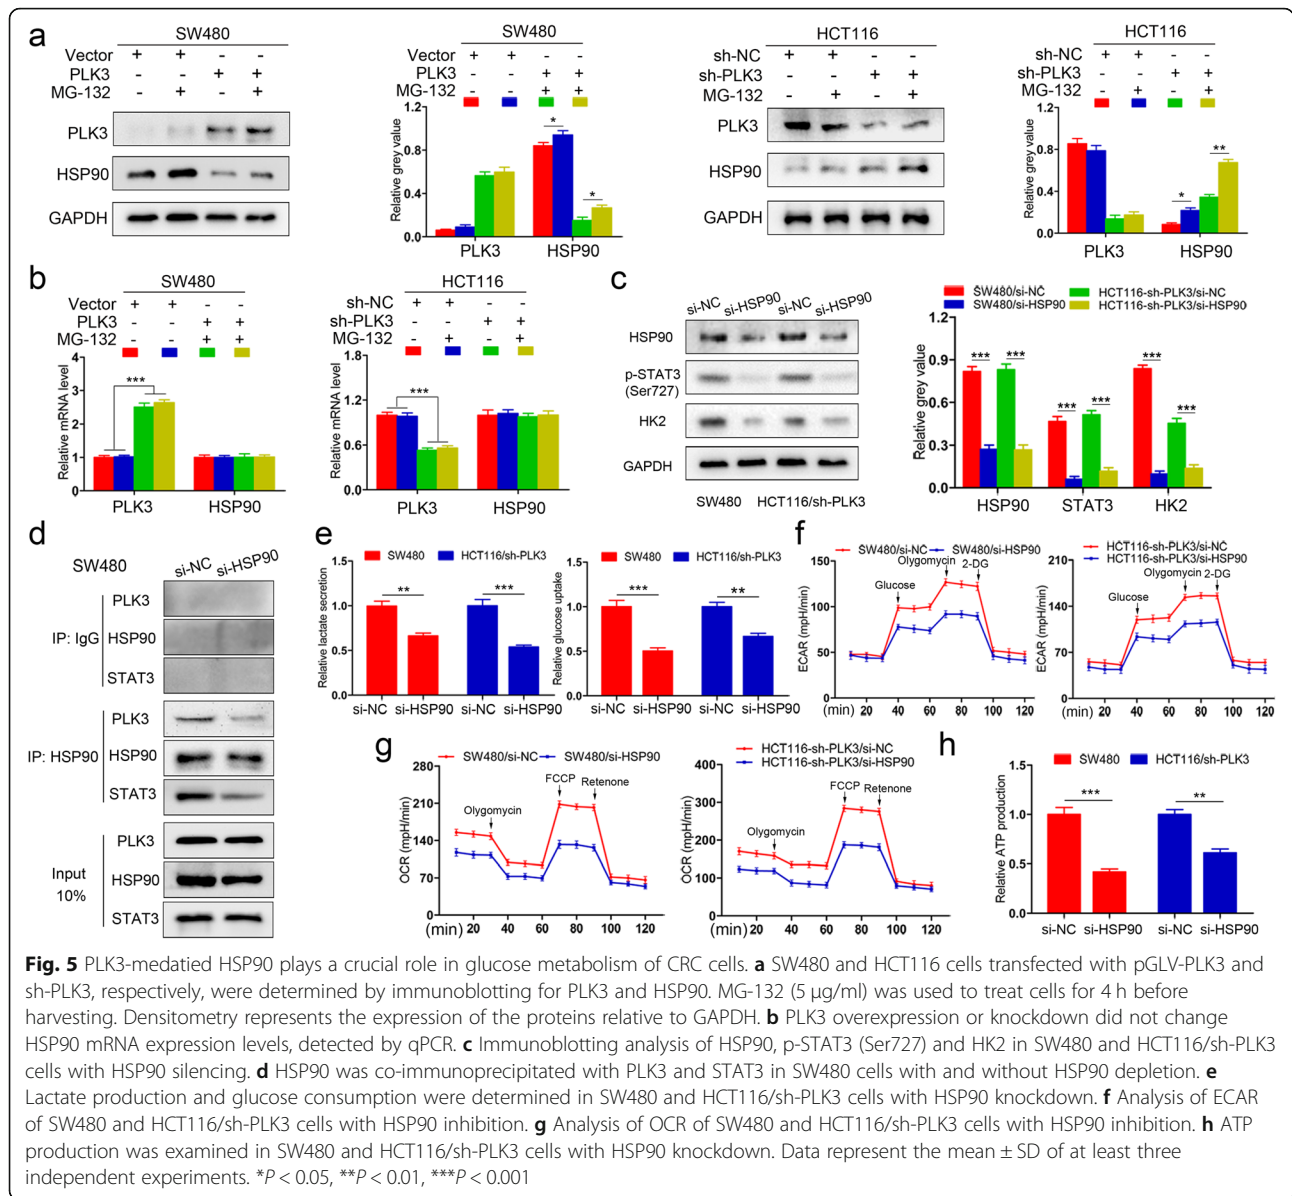 a
SW480
Vector + + - -
PLK3 - - + +
MG-132 - + - +
PLK3
HSP90
GAPDH
SW480
Vector + + - -
PLK3 - - + +
MG-132 - + + +
Relative grey value
1.2
0.8
0.4
0.0
* *
PLK3 HSP90
HCT116
sh-NC + + - -
sh-PLK3 - - + +
MG-132 - + - +
PLK3
HSP90
GAPDH
HCT116
sh-NC + + - -
sh-PLK3 - - + +
MG-132 - + - +
Relative grey value
1.2
0.8
0.4
0.0
* **
PLK3 HSP90
b
SW480
Vector + + - -
PLK3 - - + +
MG-132 - - + +
Relative mRNA level
4
3
2
1
0
***
PLK3 HSP90
HCT116
sh-NC + + - -
sh-PLK3 - - + +
MG-132 - + - +
Relative mRNA level
1.8
1.2
0.6
0.0
***
PLK3 HSP90
c
si-NC si-HSP90 si-NC si-HSP90
HSP90
p-STAT3
(Ser727)
HK2
GAPDH
SW480 HCT116/sh-PLK3
SW480/si-NC HCT116-sh-PLK3/si-NC
SW480/si-HSP90 HCT116-sh-PLK3/si-HSP90
Relative grey value
1.2
0.9
0.6
0.3
0.0
*** *** *** *** *** ***
HSP90 STAT3 HK2
d
SW480
si-NC si-HSP90
IP: IgG
PLK3
HSP90
STAT3
IP: HSP90
PLK3
HSP90
STAT3
Input
10%
PLK3
HSP90
STAT3
e
SW480 HCT116/sh-PLK3
Relative lactate secretion
1.5
1.0
0.5
0.0
** ***
si-NC si-HSP90 si-NC si-HSP90
SW480 HCT116/sh-PLK3
Relative glucose uptake
1.5
1.0
0.5
0.0
*** **
si-NC si-HSP90 si-NC si-HSP90
f
SW480/si-NC SW480/si-HSP90
Olygomycin
Glucose 2-DG
ECAR (mpH/min)
150
100
50
0
(min) 20 40 60 80 100 120
HCT116-sh-PLK3/si-NC
HCT116-sh-PLK3/si-HSP90
Olygomycin 2-DG
Glucose
ECAR (mpH/min)
210
140
70
0
(min) 20 40 60 80 100 120
g
SW480/si-NC SW480/si-HSP90
FCCP
Retenone
Olygomycin
OCR (mpH/min)
280
210
140
70
0
(min) 20 40 60 80 100 120
HCT116-sh-PLK3/si-NC
HCT116-sh-PLK3/si-HSP90
FCCP
Retenone
Olygomycin
OCR (mpH/min)
400
300
200
100
0
(min) 20 40 60 80 100 120
h
SW480 HCT116/sh-PLK3
Relative ATP production
1.5
1.0
0.5
0.0
*** **
si-NC si-HSP90 si-NC si-HSP90
Fig. 5 PLK3-medatied HSP90 plays a crucial role in glucose metabolism of CRC cells. a SW480 and HCT116 cells transfected with pGLV-PLK3 and
sh-PLK3, respectively, were determined by immunoblotting for PLK3 and HSP90. MG-132 (5 μg/ml) was used to treat cells for 4 h before
harvesting. Densitometry represents the expression of the proteins relative to GAPDH. b PLK3 overexpression or knockdown did not change
HSP90 mRNA expression levels, detected by qPCR. c Immunoblotting analysis of HSP90, p-STAT3 (Ser727) and HK2 in SW480 and HCT116/sh-PLK3
cells with HSP90 silencing. d HSP90 was co-immunoprecipitated with PLK3 and STAT3 in SW480 cells with and without HSP90 depletion. e
Lactate production and glucose consumption were determined in SW480 and HCT116/sh-PLK3 cells with HSP90 knockdown. f Analysis of ECAR
of SW480 and HCT116/sh-PLK3 cells with HSP90 inhibition. g Analysis of OCR of SW480 and HCT116/sh-PLK3 cells with HSP90 inhibition. h ATP
production was examined in SW480 and HCT116/sh-PLK3 cells with HSP90 knockdown. Data represent the mean ± SD of at least three
independent experiments. *P < 0.05, **P < 0.01, ***P < 0.001